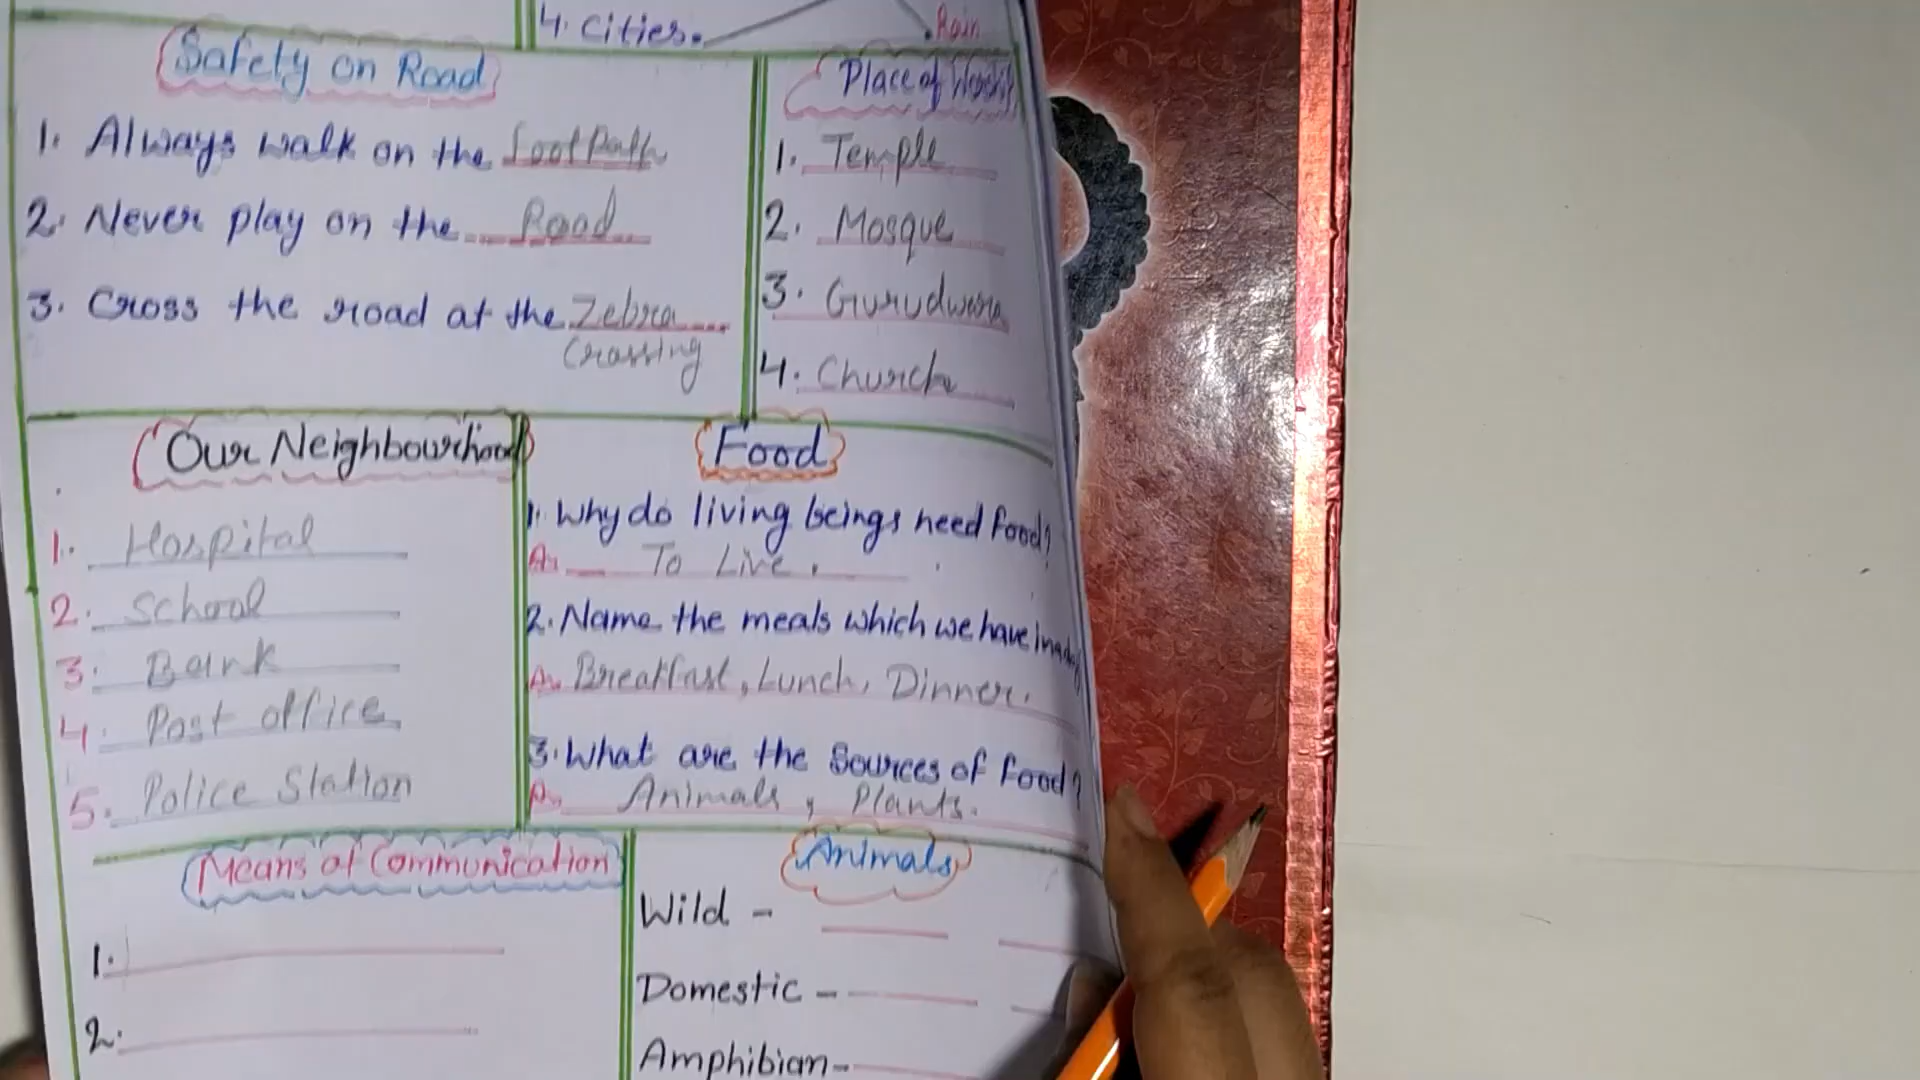 4. Cities.
Rain
Safety on Road
1. Always walk on the footPath
2. Never play on the Road
3. Cross the road at the Zebra
Crossing
Place of Worship
1. Temple
2. Mosque
3. Gurudwara
4. Church
Our Neighbourhood
1. Hospital
2. School
3. Bank
4. Post office
5. Police Station
Food
1. Why do living beings need food?
A. To Live.
2. Name the meals which we have in a day
A. Breakfast, Lunch, Dinner.
3. What are the Sources of Food?
A. Animals, Plants.
Means of Communication
1.
2.
Animals
Wild -
Domestic -
Amphibian -